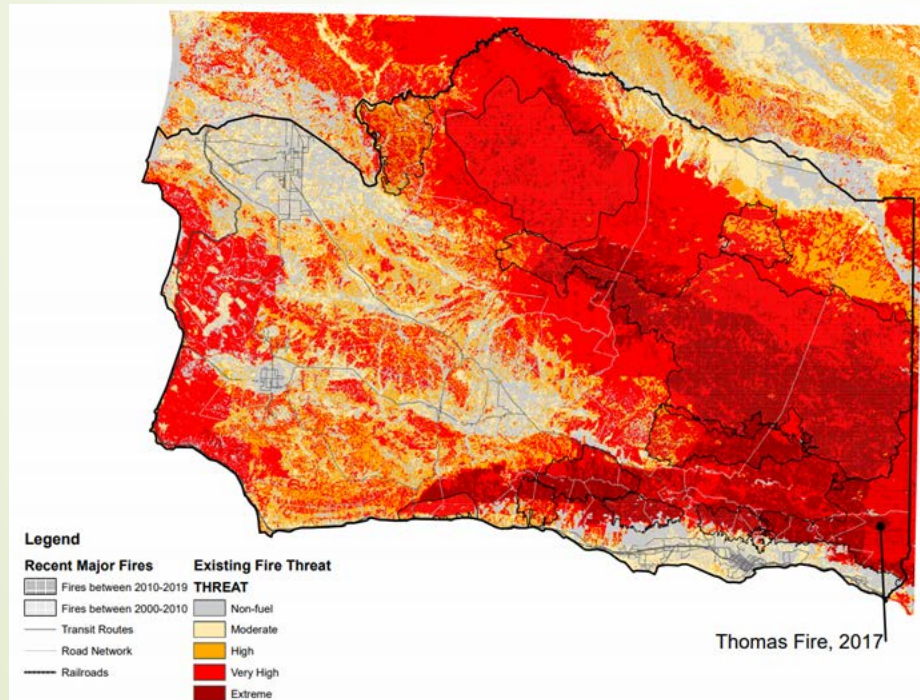 Thomas Fire, 2017
Legend
Recent Major Fires
Fires between 2010-2019
Fires between 2000-2010
Transit Routes
Road Network
Railroads
Existing Fire Threat
THREAT
Non-fuel
Moderate
High
Very High
Extreme